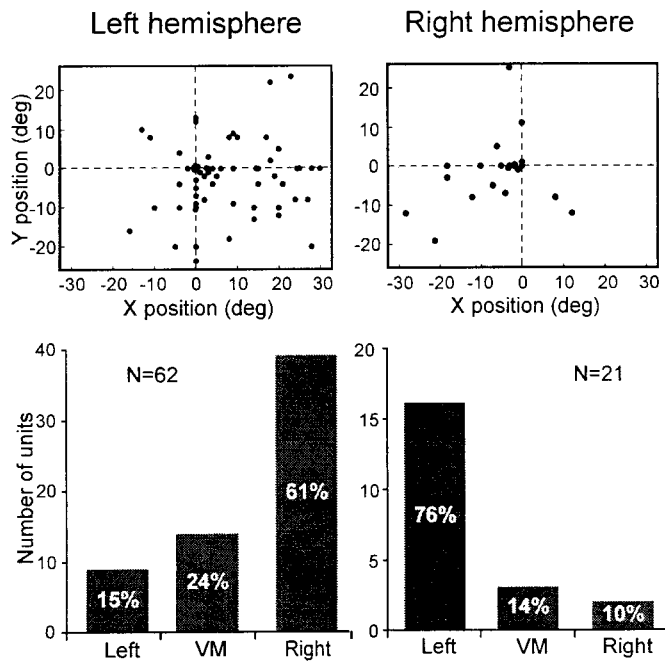 Left hemisphere
Right hemisphere
Y position (deg)
20
10
0
-10
-20
-30 -20 -10 0 10 20 30
X position (deg)
20
10
0
-10
-20
-30 -20 -10 0 10 20 30
X position (deg)
Number of units
40
30
20
10
0
N=62
15%
24%
61%
Left VM Right
20
15
10
5
0
N=21
76%
14%
10%
Left VM Right